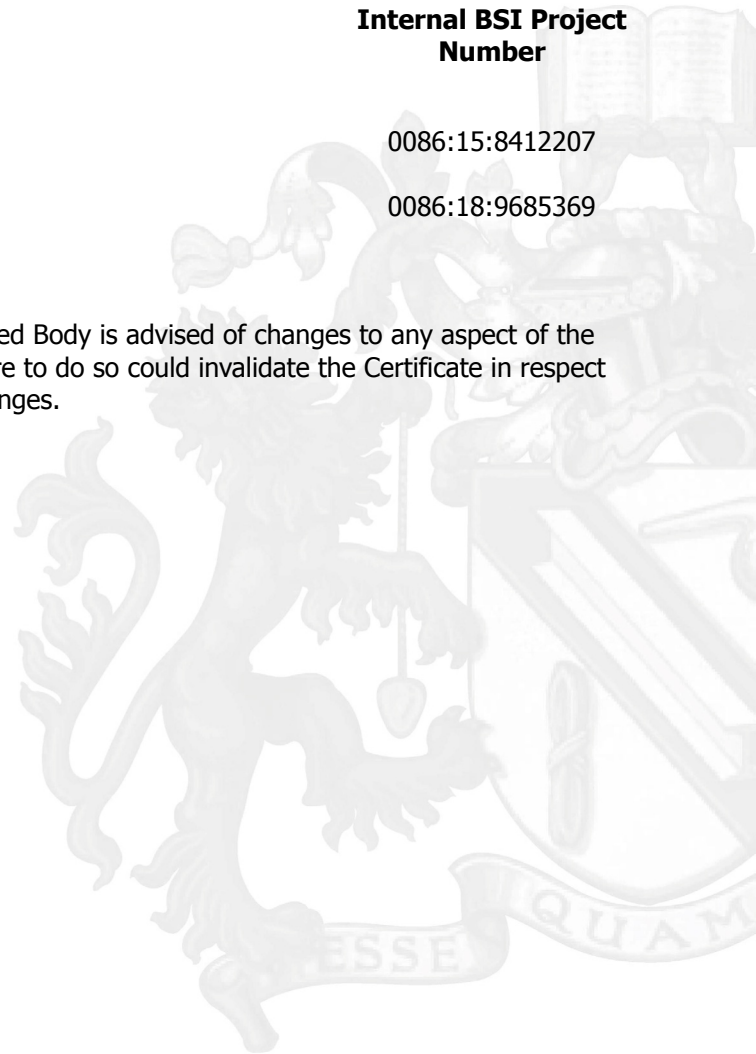 Internal BSI Project
Number
0086:15:8412207
0086:18:9685369
ed Body is advised of changes to any aspect of the
re to do so could invalidate the Certificate in respect
nges.
ESSE
QUAM